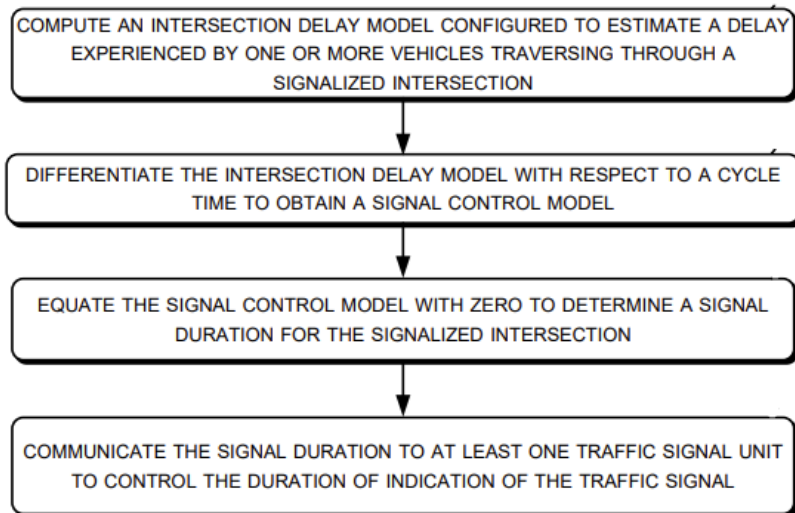 COMPUTE AN INTERSECTION DELAY MODEL CONFIGURED TO ESTIMATE A DELAY
EXPERIENCED BY ONE OR MORE VEHICLES TRAVERSING THROUGH A
SIGNALIZED INTERSECTION
DIFFERENTIATE THE INTERSECTION DELAY MODEL WITH RESPECT TO A CYCLE
TIME TO OBTAIN A SIGNAL CONTROL MODEL
EQUATE THE SIGNAL CONTROL MODEL WITH ZERO TO DETERMINE A SIGNAL
DURATION FOR THE SIGNALIZED INTERSECTION
COMMUNICATE THE SIGNAL DURATION TO AT LEAST ONE TRAFFIC SIGNAL UNIT
TO CONTROL THE DURATION OF INDICATION OF THE TRAFFIC SIGNAL